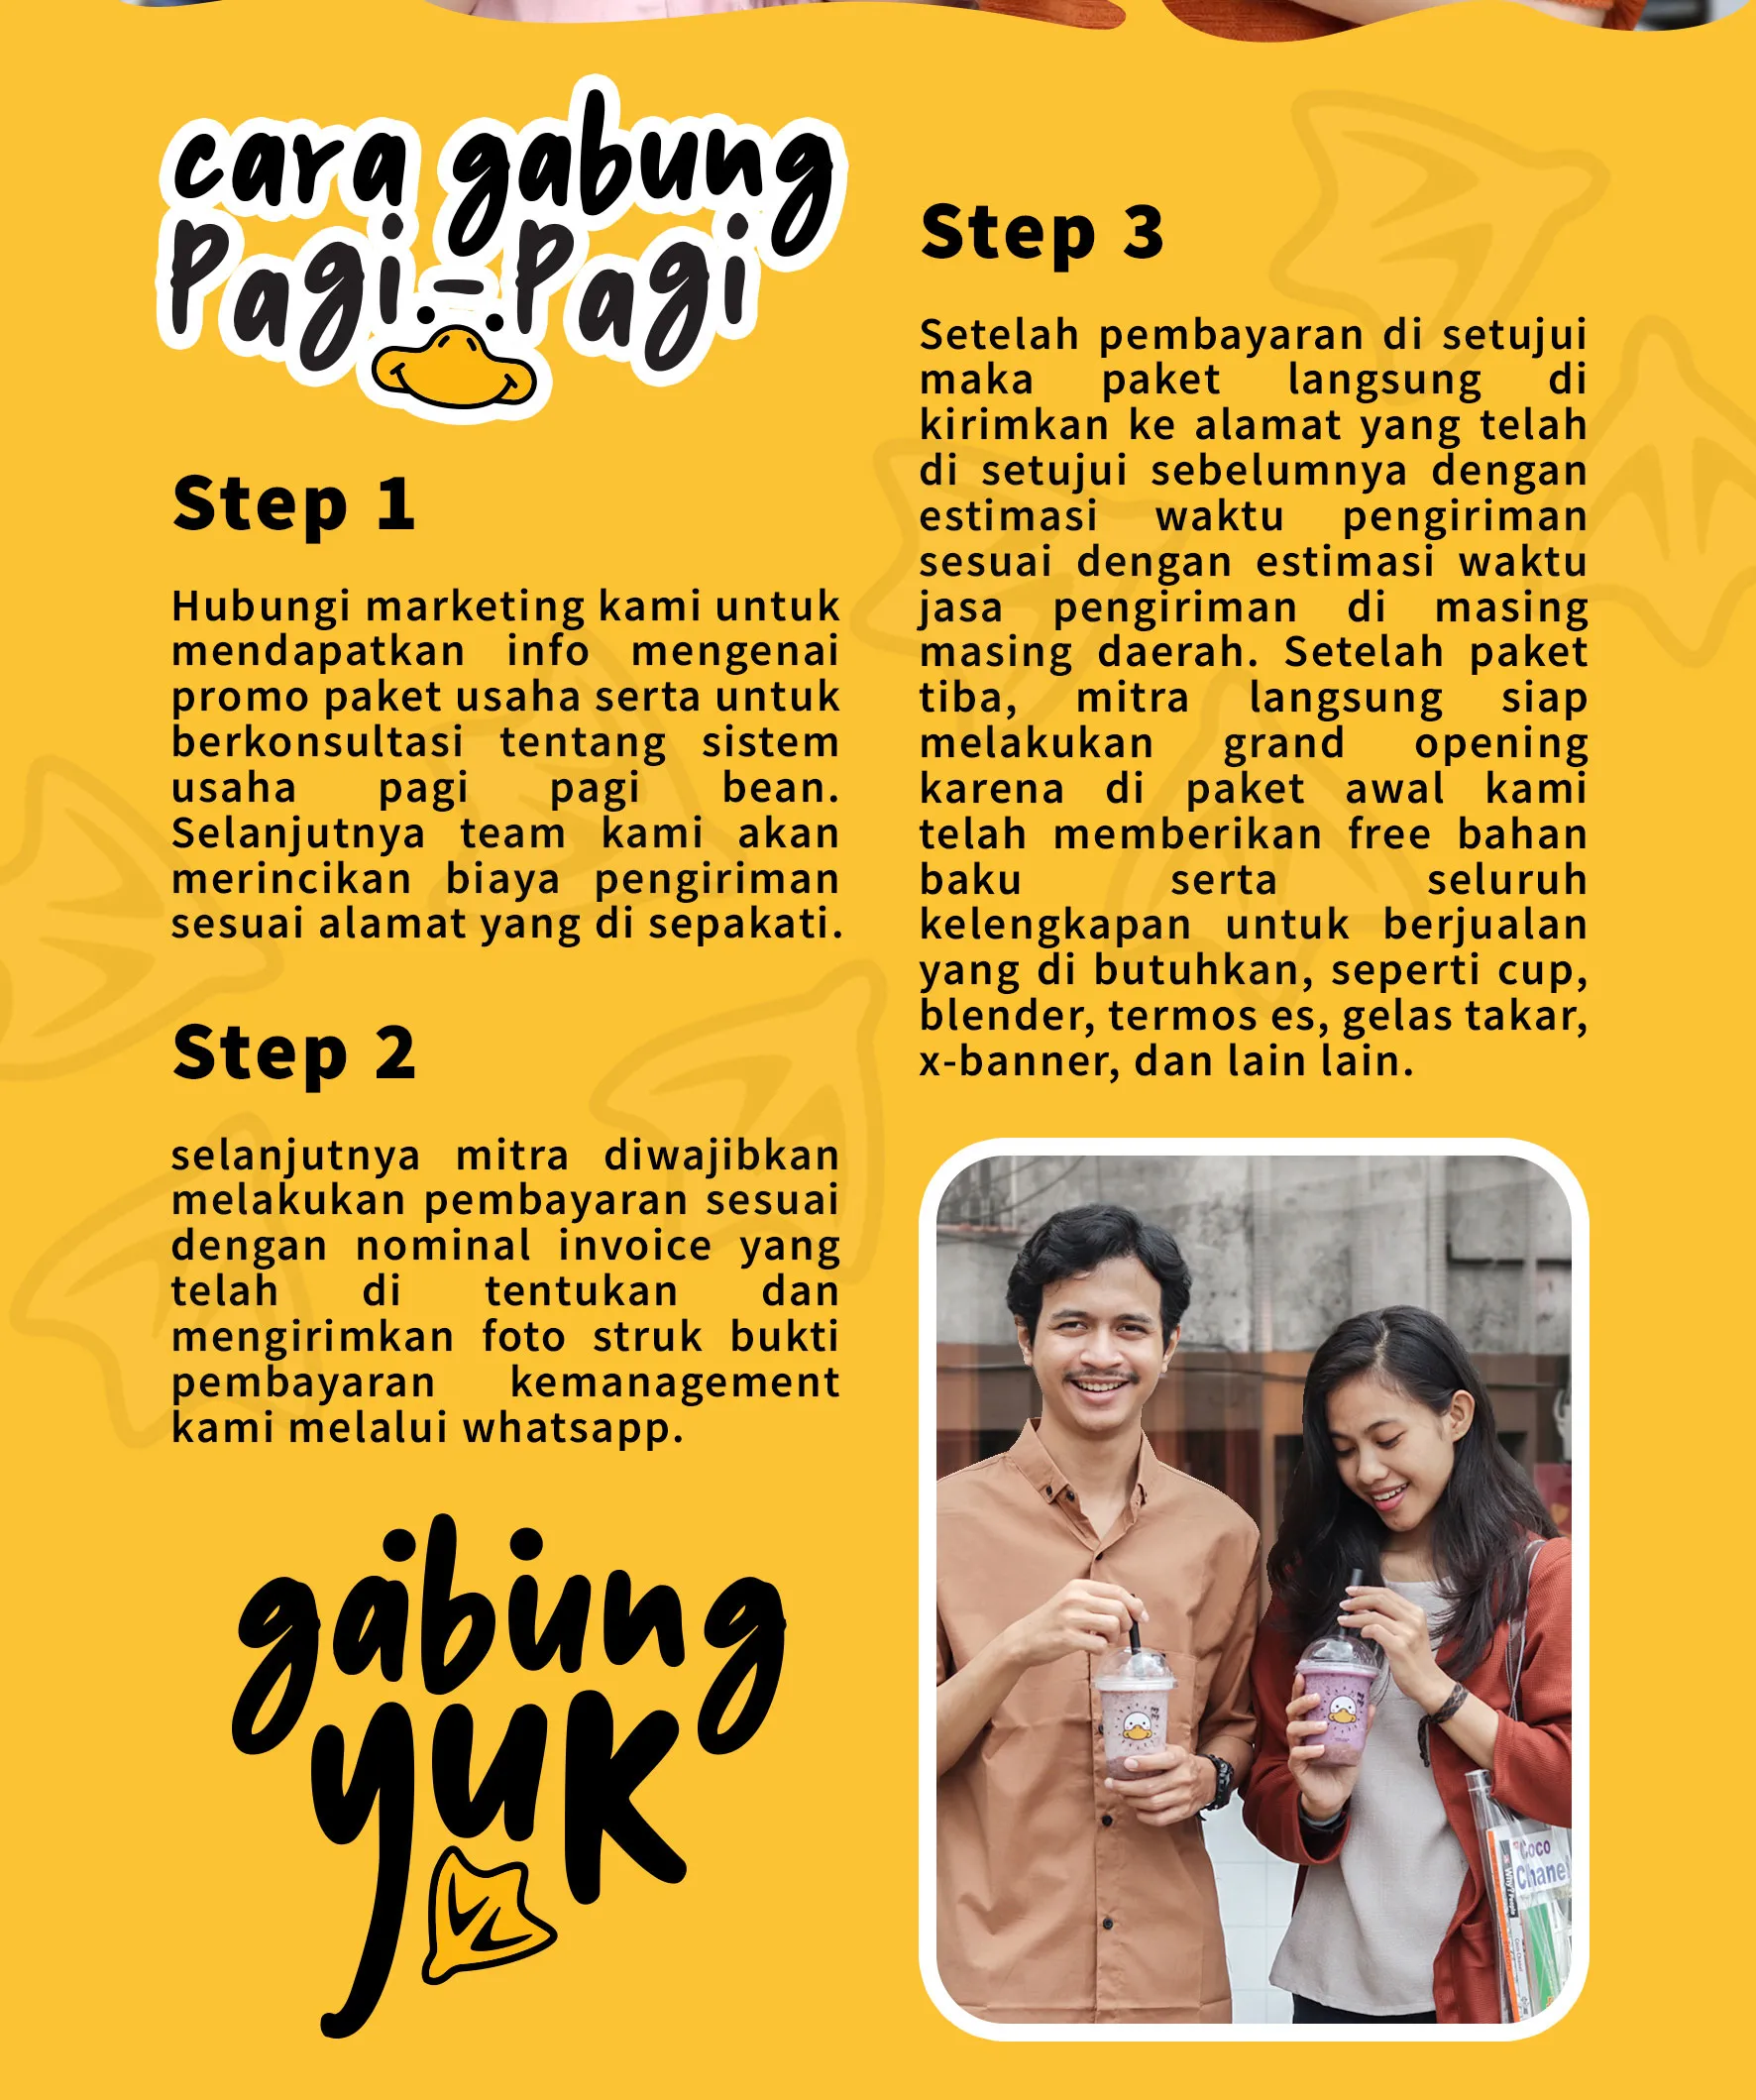 cara gabung
Pagi-Pagi
Step 1
Hubungi marketing kami untuk
mendapatkan info mengenai
promo paket usaha serta untuk
berkonsultasi tentang sistem
usaha pagi pagi bean.
Selanjutnya team kami akan
merincikan biaya pengiriman
sesuai alamat yang di sepakati.
Step 2
selanjutnya mitra diwajibkan
melakukan pembayaran sesuai
dengan nominal invoice yang
telah di tentukan dan
mengirimkan foto struk bukti
pembayaran kemanagement
kami melalui whatsapp.
gabung
yuk
Step 3
Setelah pembayaran di setujui
maka paket langsung di
kirimkan ke alamat yang telah
di setujui sebelumnya dengan
estimasi waktu pengiriman
sesuai dengan estimasi waktu
jasa pengiriman di masing
masing daerah. Setelah paket
tiba, mitra langsung siap
melakukan grand opening
karena di paket awal kami
telah memberikan free bahan
baku serta seluruh
kelengkapan untuk berjualan
yang di butuhkan, seperti cup,
blender, termos es, gelas takar,
x-banner, dan lain lain.
Coco
Chanel